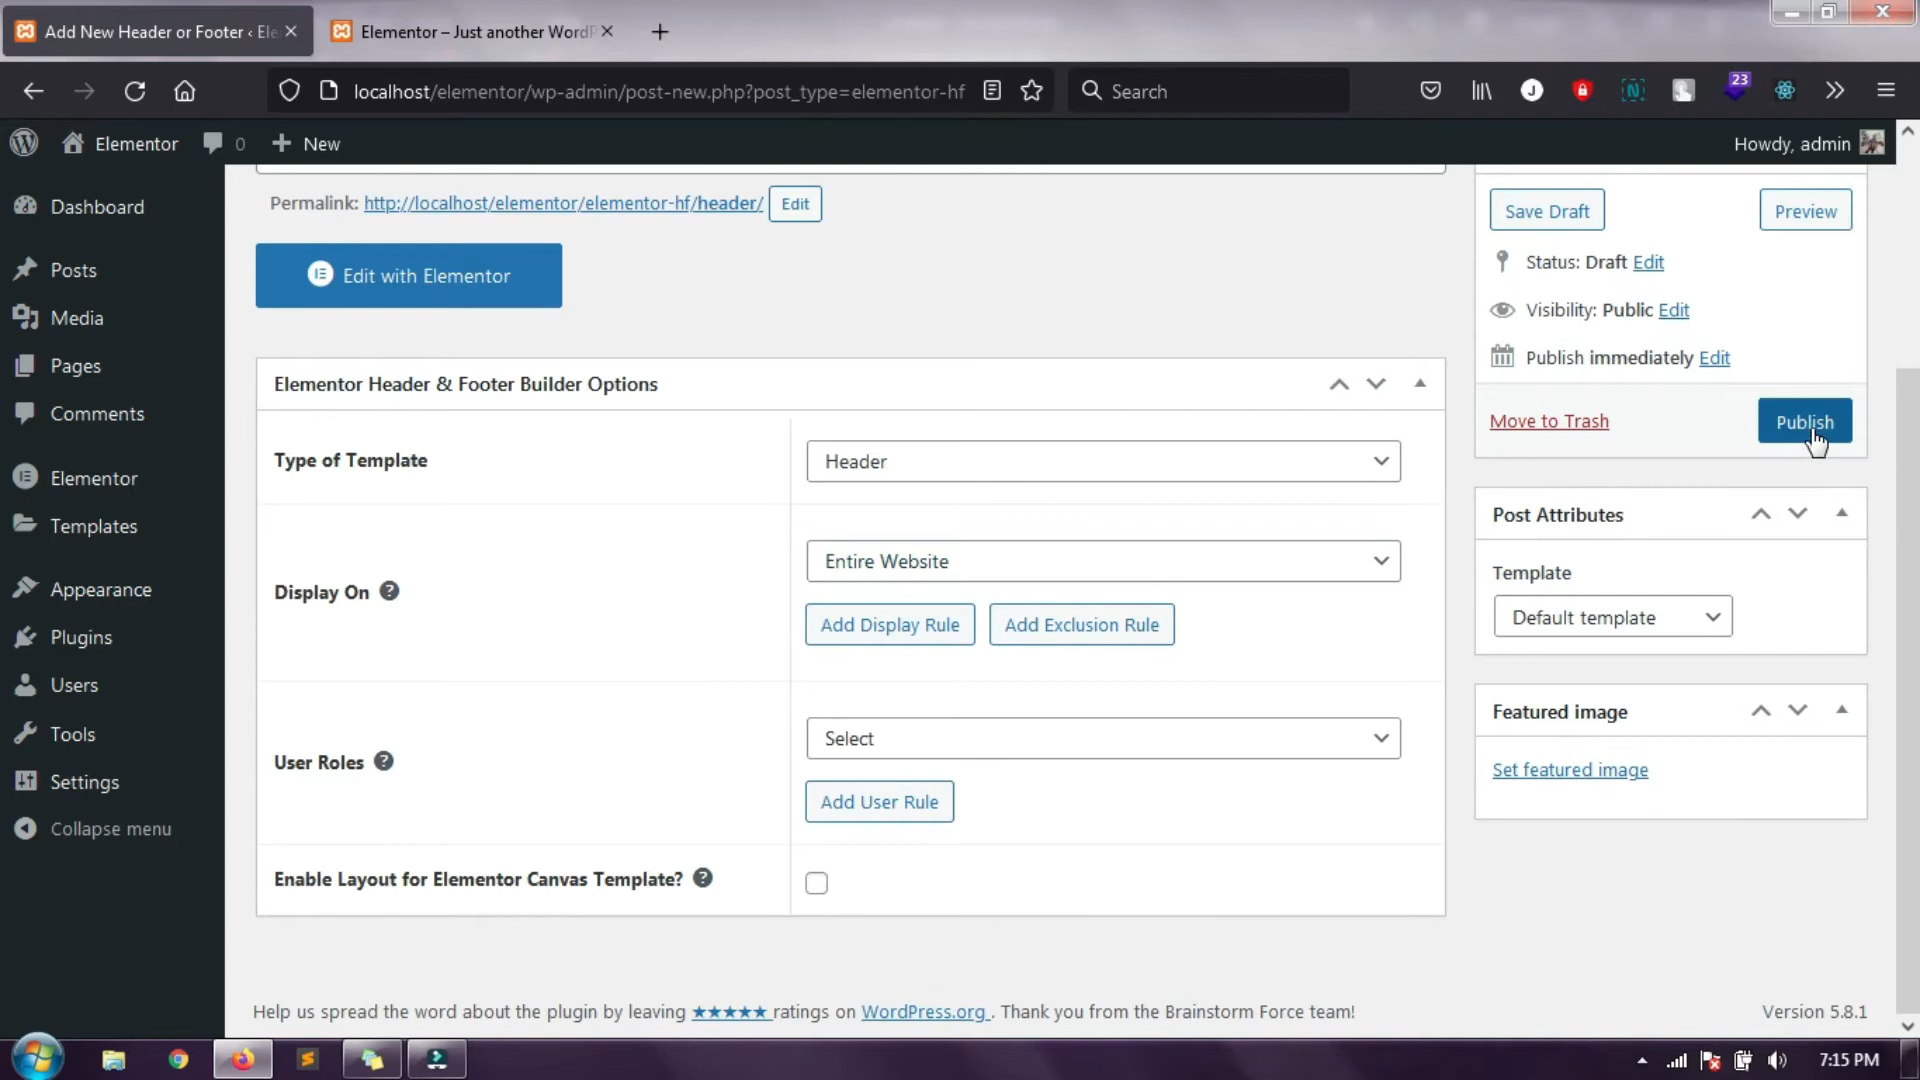 Add New Header or Footer ‹ Ele
Elementor – Just another WordP
localhost/elementor/wp-admin/post-new.php?post_type=elementor-hf
Search
J
N
23
Elementor
0
New
Howdy, admin
Dashboard
Posts
Media
Pages
Comments
Elementor
Templates
Appearance
Plugins
Users
Tools
Settings
Collapse menu
Permalink: http://localhost/elementor/elementor-hf/header/ Edit
Edit with Elementor
Elementor Header & Footer Builder Options
Type of Template
Header
Display On
Entire Website
Add Display Rule
Add Exclusion Rule
User Roles
Select
Add User Rule
Enable Layout for Elementor Canvas Template?
Save Draft
Preview
Status: Draft Edit
Visibility: Public Edit
Publish immediately Edit
Move to Trash
Publish
Post Attributes
Template
Default template
Featured image
Set featured image
Help us spread the word about the plugin by leaving ★★★★★ ratings on WordPress.org . Thank you from the Brainstorm Force team!
Version 5.8.1
7:15 PM